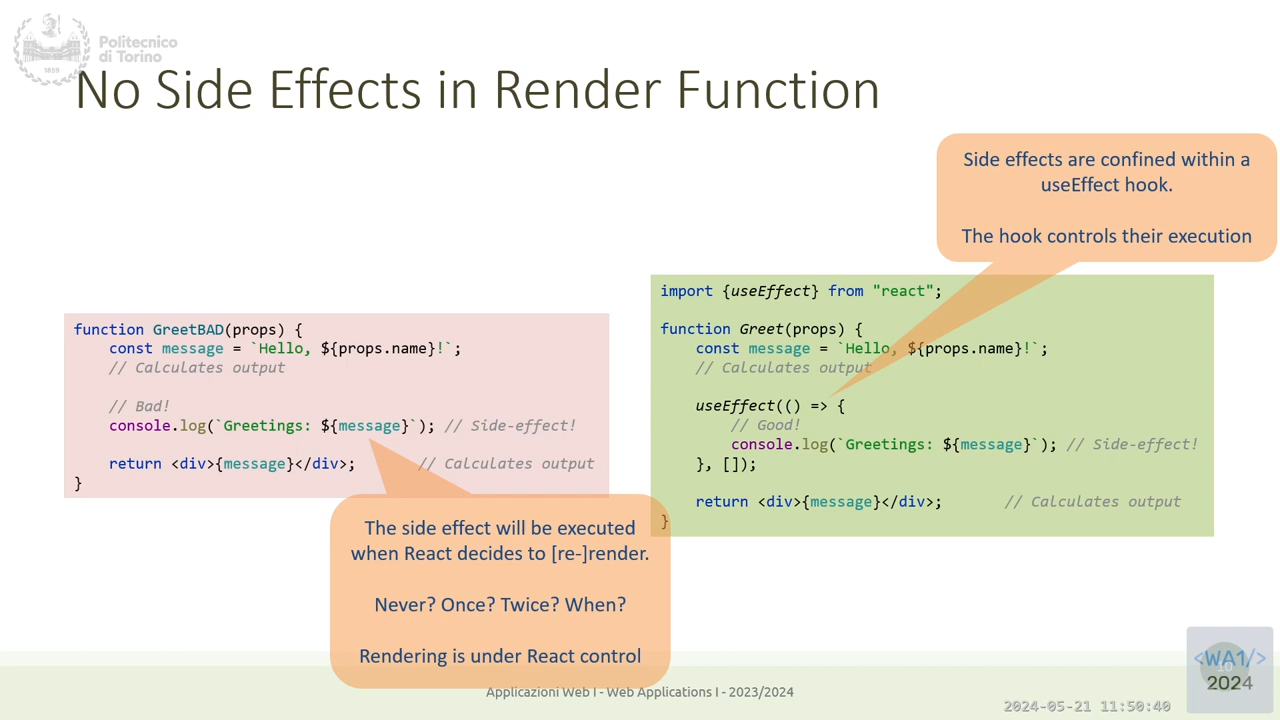 Politecnico
di Torino
1859
No Side Effects in Render Function
Side effects are confined within a
useEffect hook.
The hook controls their execution
function GreetBAD(props) {
    const message = `Hello, ${props.name}!`;
    // Calculates output
    // Bad!
    console.log(`Greetings: ${message}`); // Side-effect!
    return <div>{message}</div>;       // Calculates output
}
The side effect will be executed
when React decides to [re-]render.
Never? Once? Twice? When?
Rendering is under React control
import {useEffect} from "react";
function Greet(props) {
    const message = `Hello, ${props.name}!`;
    // Calculates output
    useEffect(() => {
        // Good!
        console.log(`Greetings: ${message}`); // Side-effect!
    }, []);
    return <div>{message}</div>;       // Calculates output
}
Applicazioni Web I - Web Applications I - 2023/2024
<WA1/>
10
2024
2024-05-21 11:50:40